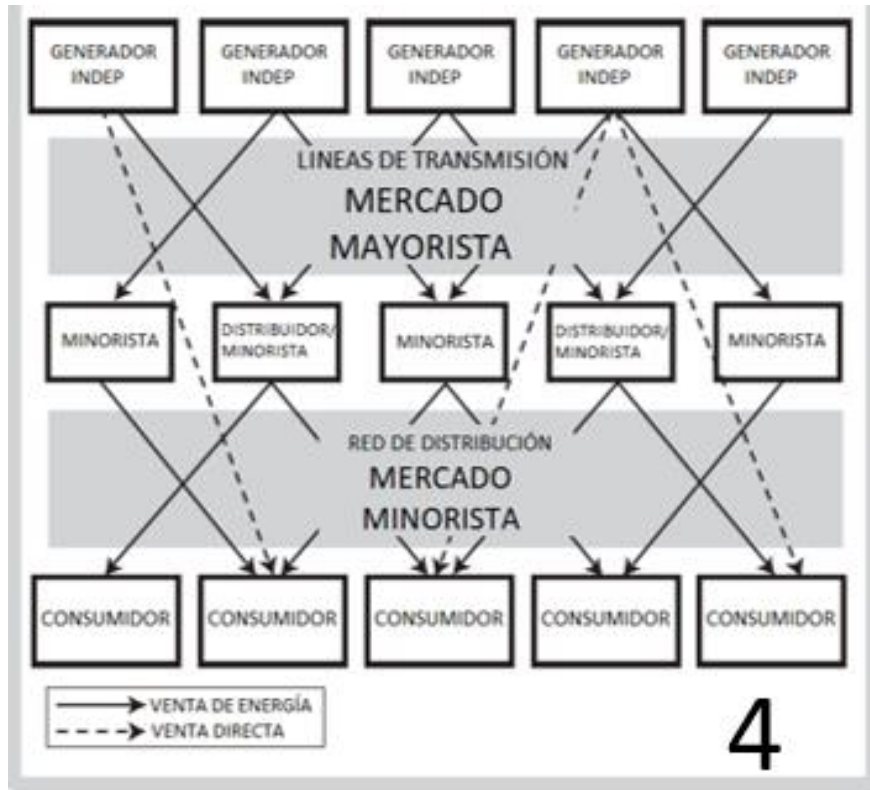 GENERADOR
INDEP
GENERADOR
INDEP
GENERADOR
INDEP
GENERADOR
INDEP
GENERADOR
INDEP
LINEAS DE TRANSMISIÓN
MERCADO
MAYORISTA
MINORISTA
DISTRIBUIDOR/
MINORISTA
MINORISTA
DISTRIBUIDOR/
MINORISTA
MINORISTA
RED DE DISTRIBUCIÓN
MERCADO
MINORISTA
CONSUMIDOR
CONSUMIDOR
CONSUMIDOR
CONSUMIDOR
CONSUMIDOR
VENTA DE ENERGÍA
VENTA DIRECTA
4